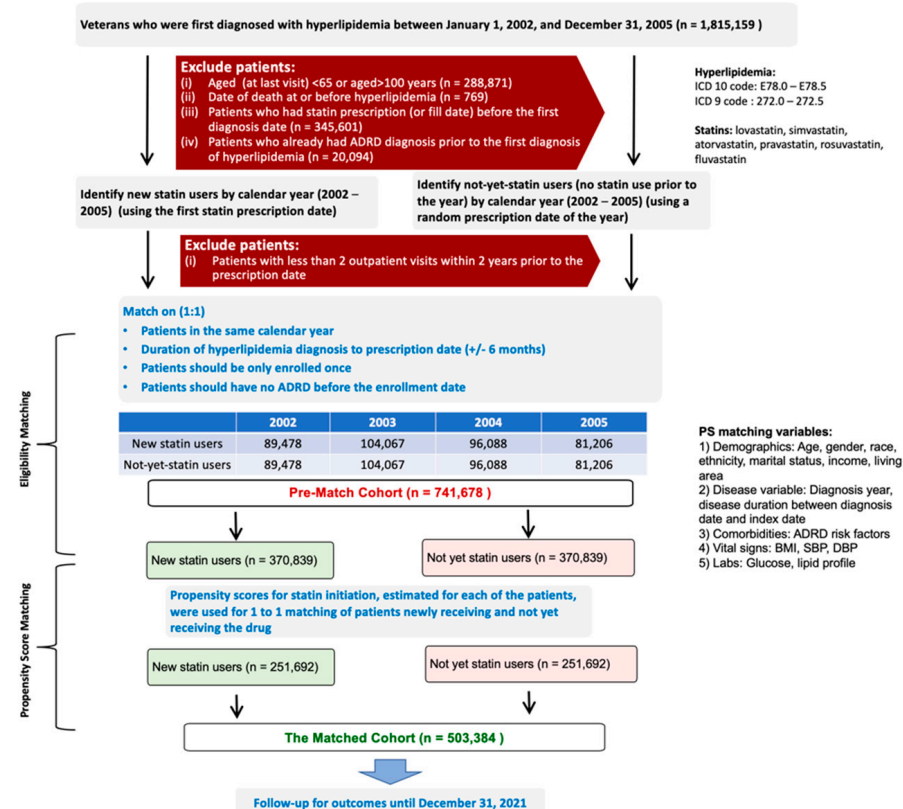 Veterans who were first diagnosed with hyperlipidemia between January 1, 2002, and December 31, 2005 (n = 1,815,159 )
Exclude patients:
(i) Aged (at last visit) <65 or aged>100 years (n = 288,871)
(ii) Date of death at or before hyperlipidemia (n = 769)
(iii) Patients who had statin prescription (or fill date) before the first
diagnosis date (n = 345,601)
(iv) Patients who already had ADRD diagnosis prior to the first diagnosis
of hyperlipidemia (n = 20,094)
Hyperlipidemia:
ICD 10 code: E78.0 – E78.5
ICD 9 code : 272.0 – 272.5
Statins: lovastatin, simvastatin,
atorvastatin, pravastatin, rosuvastatin,
fluvastatin
Identify new statin users by calendar year (2002 –
2005) (using the first statin prescription date)
Identify not-yet-statin users (no statin use prior to
the year) by calendar year (2002 – 2005) (using a
random prescription date of the year)
Exclude patients:
(i) Patients with less than 2 outpatient visits within 2 years prior to the
prescription date
Eligibility Matching
Match on (1:1)
• Patients in the same calendar year
• Duration of hyperlipidemia diagnosis to prescription date (+/- 6 months)
• Patients should be only enrolled once
• Patients should have no ADRD before the enrollment date
2002 2003 2004 2005
New statin users 89,478 104,067 96,088 81,206
Not-yet-statin users 89,478 104,067 96,088 81,206
Pre-Match Cohort (n = 741,678 )
New statin users (n = 370,839)
Not yet statin users (n = 370,839)
PS matching variables:
1) Demographics: Age, gender, race,
ethnicity, marital status, income, living
area
2) Disease variable: Diagnosis year,
disease duration between diagnosis
date and index date
3) Comorbidities: ADRD risk factors
4) Vital signs: BMI, SBP, DBP
5) Labs: Glucose, lipid profile
Propensity Score Matching
Propensity scores for statin initiation, estimated for each of the patients,
were used for 1 to 1 matching of patients newly receiving and not yet
receiving the drug
New statin users (n = 251,692)
Not yet statin users (n = 251,692)
The Matched Cohort (n = 503,384 )
Follow-up for outcomes until December 31, 2021